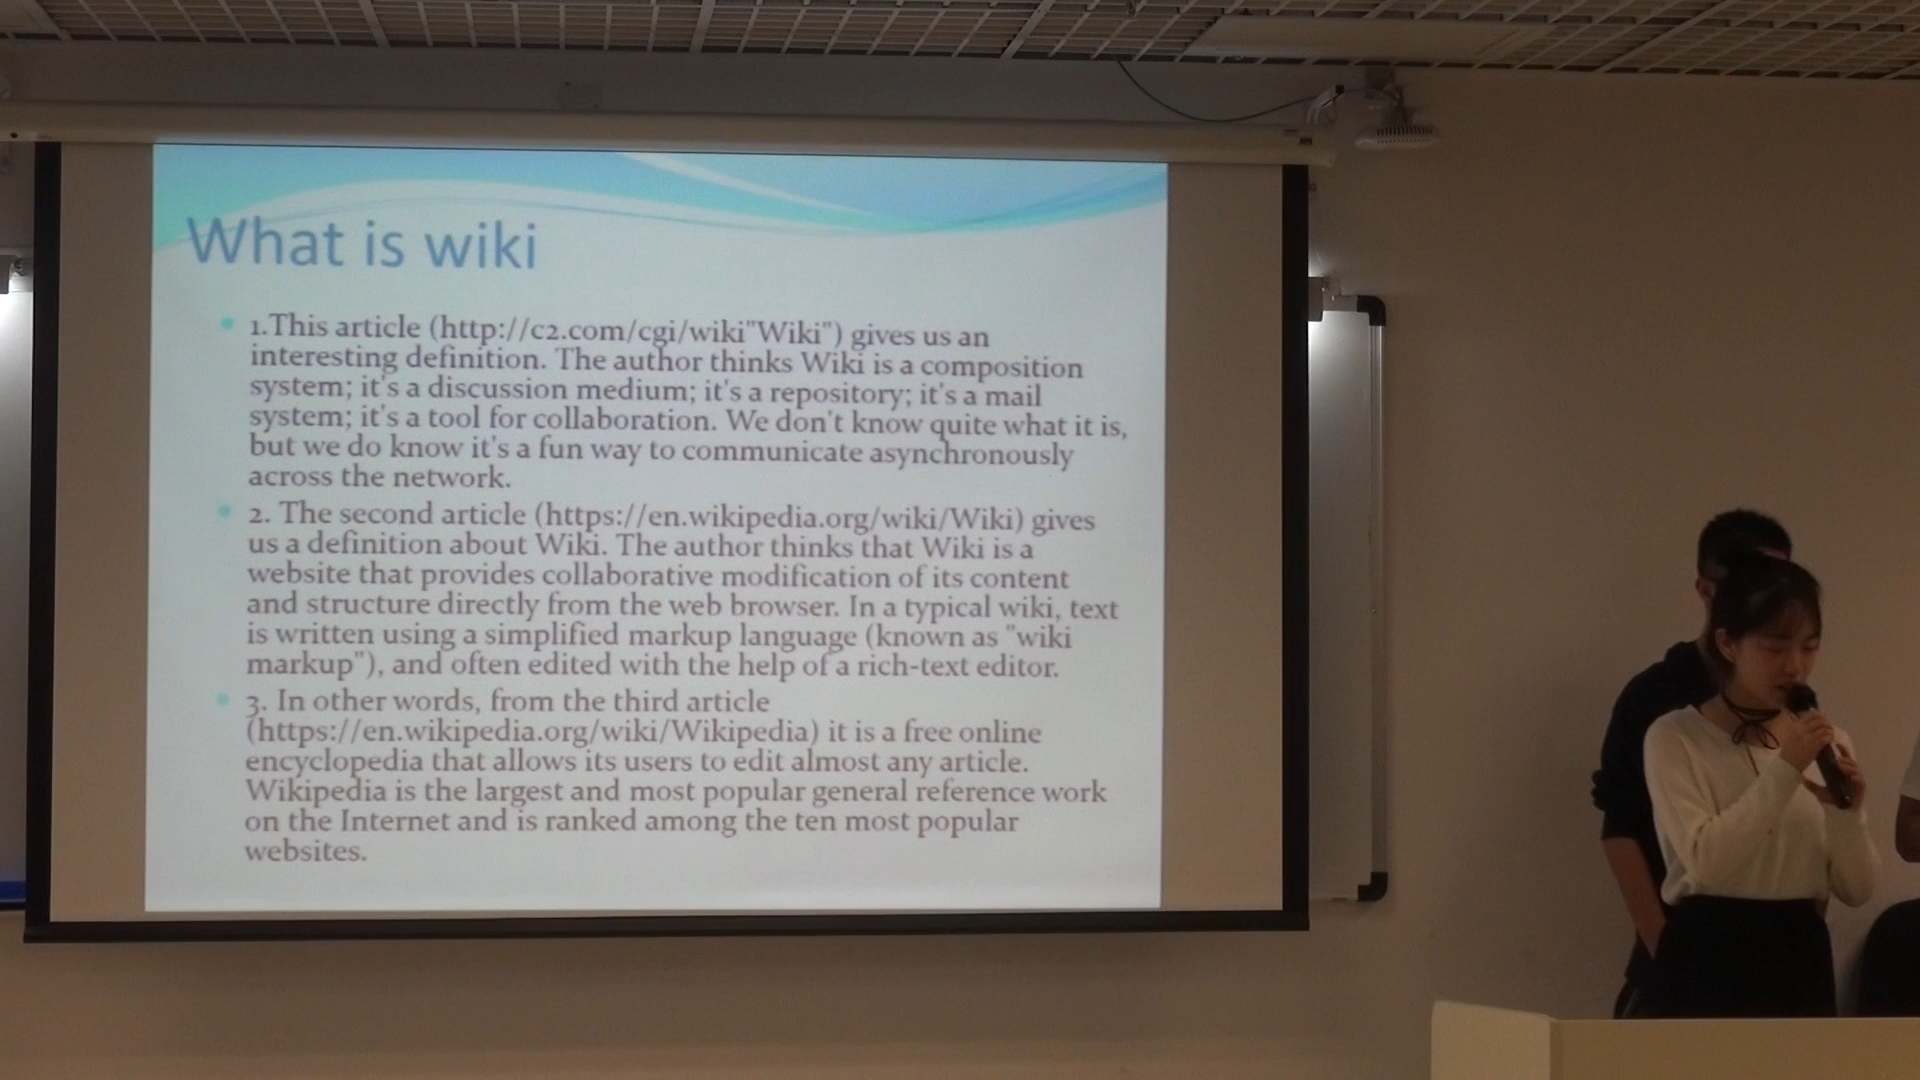 What is wiki
1.This article (http://c2.com/cgi/wiki"Wiki") gives us an
interesting definition. The author thinks Wiki is a composition
system; it's a discussion medium; it's a repository; it's a mail
system; it's a tool for collaboration. We don't know quite what it is,
but we do know it's a fun way to communicate asynchronously
across the network.
2. The second article (https://en.wikipedia.org/wiki/Wiki) gives
us a definition about Wiki. The author thinks that Wiki is a
website that provides collaborative modification of its content
and structure directly from the web browser. In a typical wiki, text
is written using a simplified markup language (known as "wiki
markup"), and often edited with the help of a rich-text editor.
3. In other words, from the third article
(https://en.wikipedia.org/wiki/Wikipedia) it is a free online
encyclopedia that allows its users to edit almost any article.
Wikipedia is the largest and most popular general reference work
on the Internet and is ranked among the ten most popular
websites.